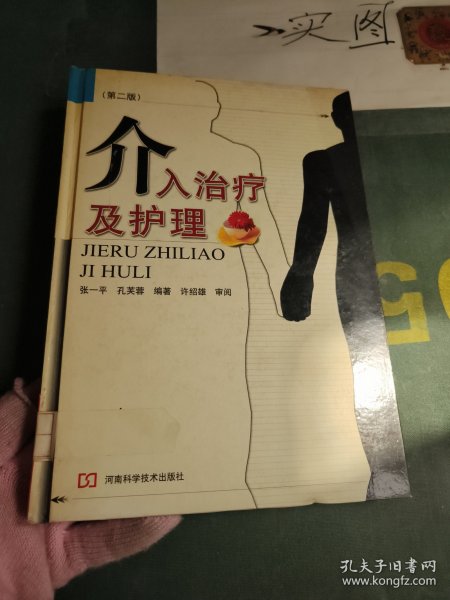 实图
(第二版)
介入治疗
及护理
JIERU ZHILIAO
JI HULI
张一平 孔芙蓉 编著 许绍雄 审阅
河南科学技术出版社
孔夫子旧书网
www.kongfz.com